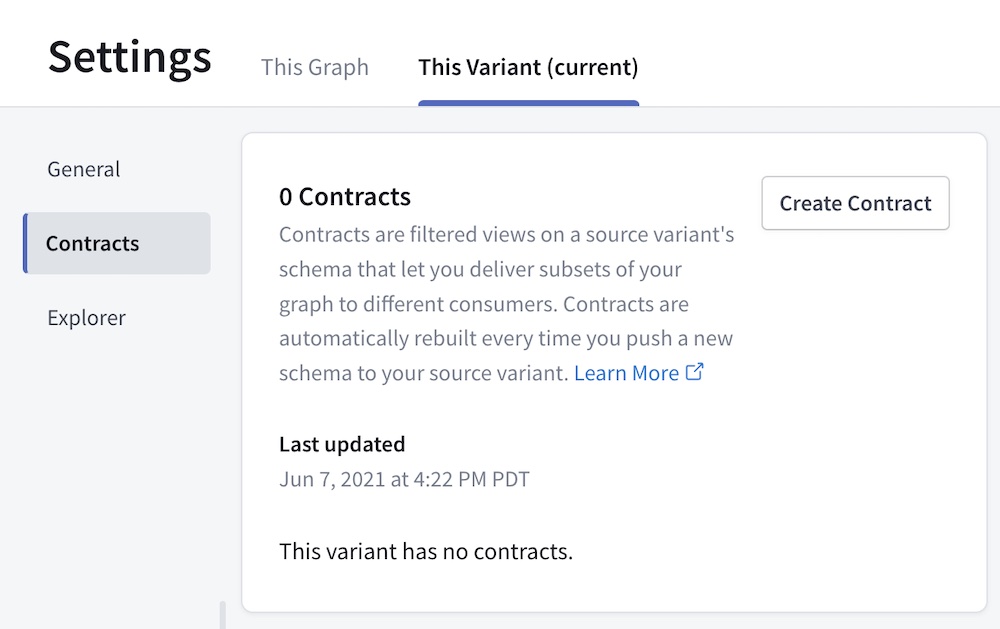 Settings
This Graph
This Variant (current)
General
Contracts
Explorer
0 Contracts
Create Contract
Contracts are filtered views on a source variant's
schema that let you deliver subsets of your
graph to different consumers. Contracts are
automatically rebuilt every time you push a new
schema to your source variant. Learn More
Last updated
Jun 7, 2021 at 4:22 PM PDT
This variant has no contracts.